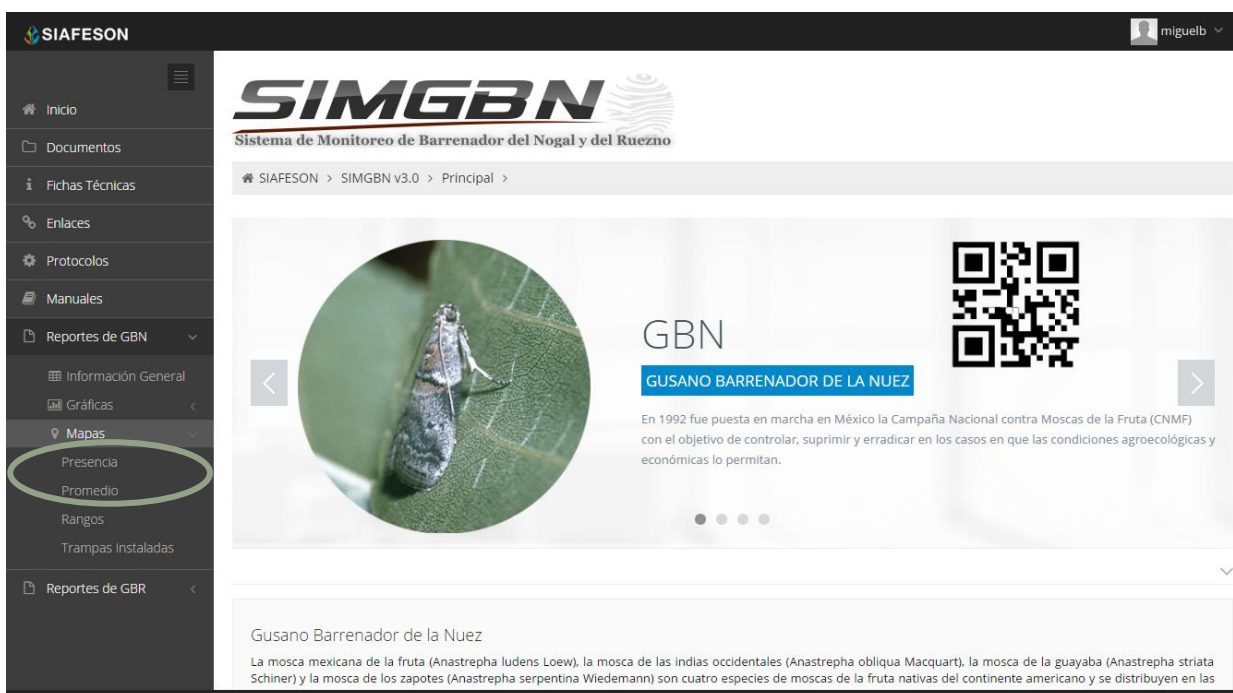 SIAFESON
miguelb
Inicio
Documentos
Fichas Técnicas
Enlaces
Protocolos
Manuales
Reportes de GBN
Información General
Gráficas
Mapas
Presencia
Promedio
Rangos
Trampas Instaladas
Reportes de GBR
SIMGBN
Sistema de Monitoreo de Barrenador del Nogal y del Ruezno
SIAFESON > SIMGBN v3.0 > Principal >
GBN
GUSANO BARRENADOR DE LA NUEZ
En 1992 fue puesta en marcha en México la Campaña Nacional contra Moscas de la Fruta (CNMF)
con el objetivo de controlar, suprimir y erradicar en los casos en que las condiciones agroecológicas y
económicas lo permitan.
Gusano Barrenador de la Nuez
La mosca mexicana de la fruta (Anastrepha ludens Loew), la mosca de las indias occidentales (Anastrepha obliqua Macquart), la mosca de la guayaba (Anastrepha striata
Schiner) y la mosca de los zapotes (Anastrepha serpentina Wiedemann) son cuatro especies de moscas de la fruta nativas del continente americano y se distribuyen en las